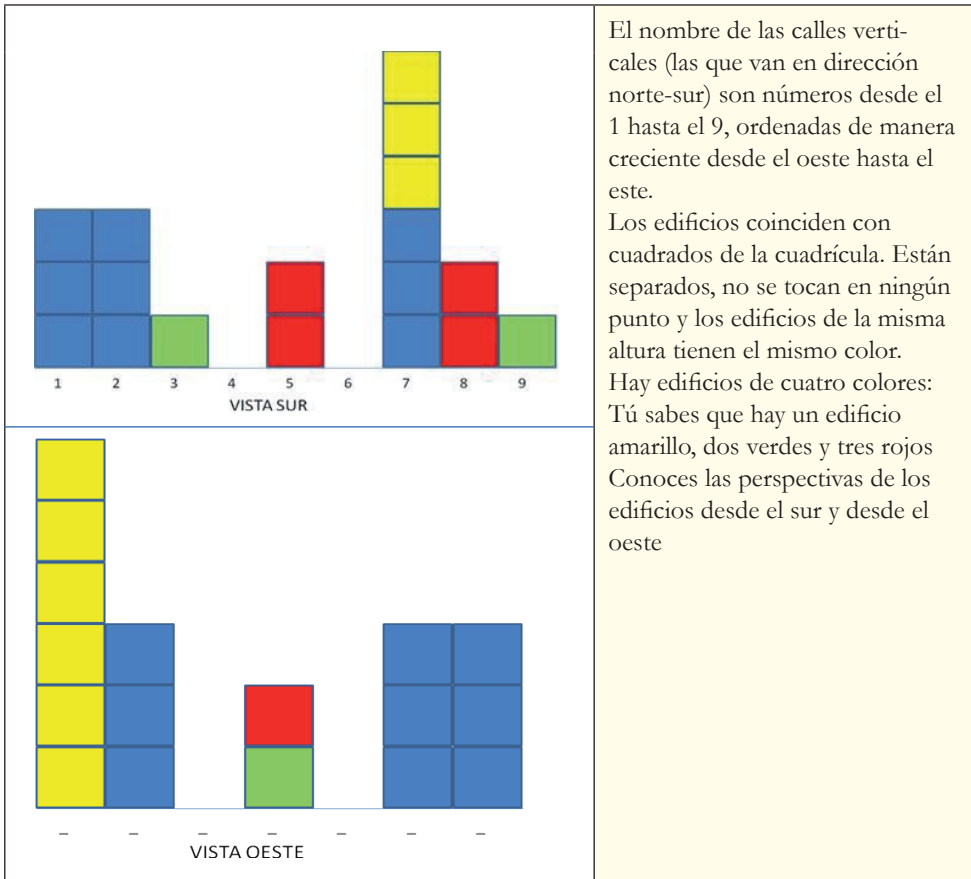 1 2 3 4 5 6 7 8 9
VISTA SUR
_ _ _ _ _ _ _
VISTA OESTE
El nombre de las calles verti-
cales (las que van en dirección
norte-sur) son números desde el
1 hasta el 9, ordenadas de manera
creciente desde el oeste hasta el
este.
Los edificios coinciden con
cuadrados de la cuadrícula. Están
separados, no se tocan en ningún
punto y los edificios de la misma
altura tienen el mismo color.
Hay edificios de cuatro colores:
Tú sabes que hay un edificio
amarillo, dos verdes y tres rojos
Conoces las perspectivas de los
edificios desde el sur y desde el
oeste